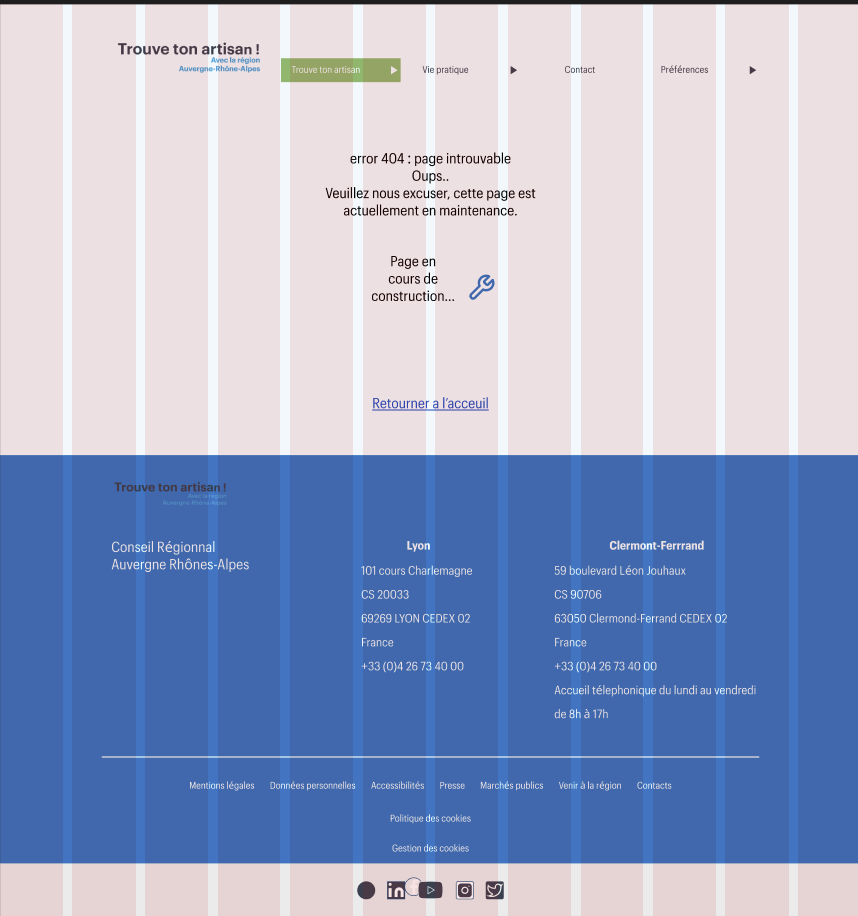 Trouve ton artisan !
Avec la région
Auvergne-Rhône-Alpes
Trouve ton artisan
Vie pratique
Contact
Préférences
error 404 : page introuvable
Oups..
Veuillez nous excuser, cette page est
actuellement en maintenance.
Page en
cours de
construction...
Retourner a l'acceuil
Trouve ton artisan !
Avec la région
Auvergne-Rhône-Alpes
Conseil Régionnal
Auvergne Rhônes-Alpes
Lyon
101 cours Charlemagne
CS 20033
69269 LYON CEDEX 02
France
+33 (0)4 26 73 40 00
Clermont-Ferrrand
59 boulevard Léon Jouhaux
CS 90706
63050 Clermond-Ferrand CEDEX 02
France
+33 (0)4 26 73 40 00
Accueil télephonique du lundi au vendredi
de 8h à 17h
Mentions légales
Données personnelles
Accessibilités
Presse
Marchés publics
Venir à la région
Contacts
Politique des cookies
Gestion des cookies